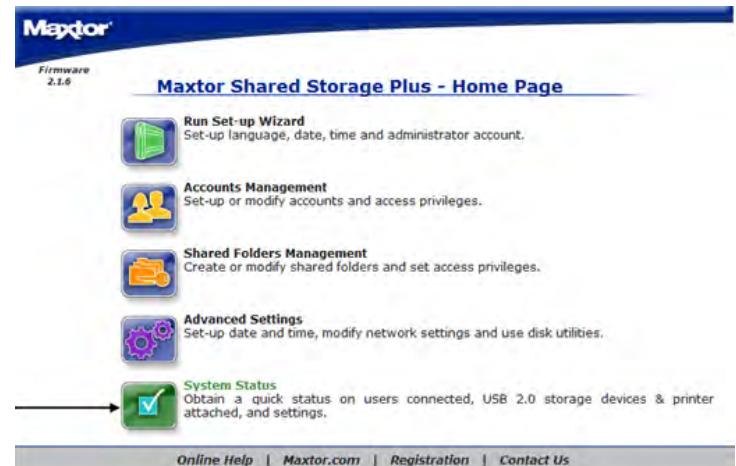 Maxtor
Firmware
2.1.6
Maxtor Shared Storage Plus - Home Page
Run Set-up Wizard
Set-up language, date, time and administrator account.
Accounts Management
Set-up or modify accounts and access privileges.
Shared Folders Management
Create or modify shared folders and set access privileges.
Advanced Settings
Set-up date and time, modify network settings and use disk utilities.
System Status
Obtain a quick status on users connected, USB 2.0 storage devices & printer
attached, and settings.
Online Help | Maxtor.com | Registration | Contact Us